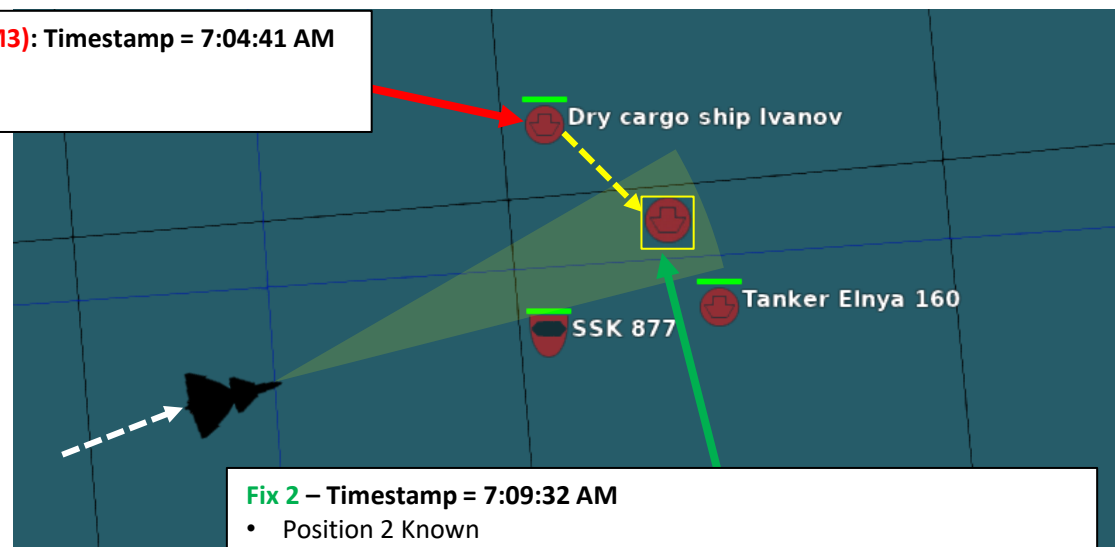 M3): Timestamp = 7:04:41 AM
Dry cargo ship Ivanov
Tanker Elnya 160
SSK 877
Fix 2 – Timestamp = 7:09:32 AM
• Position 2 Known